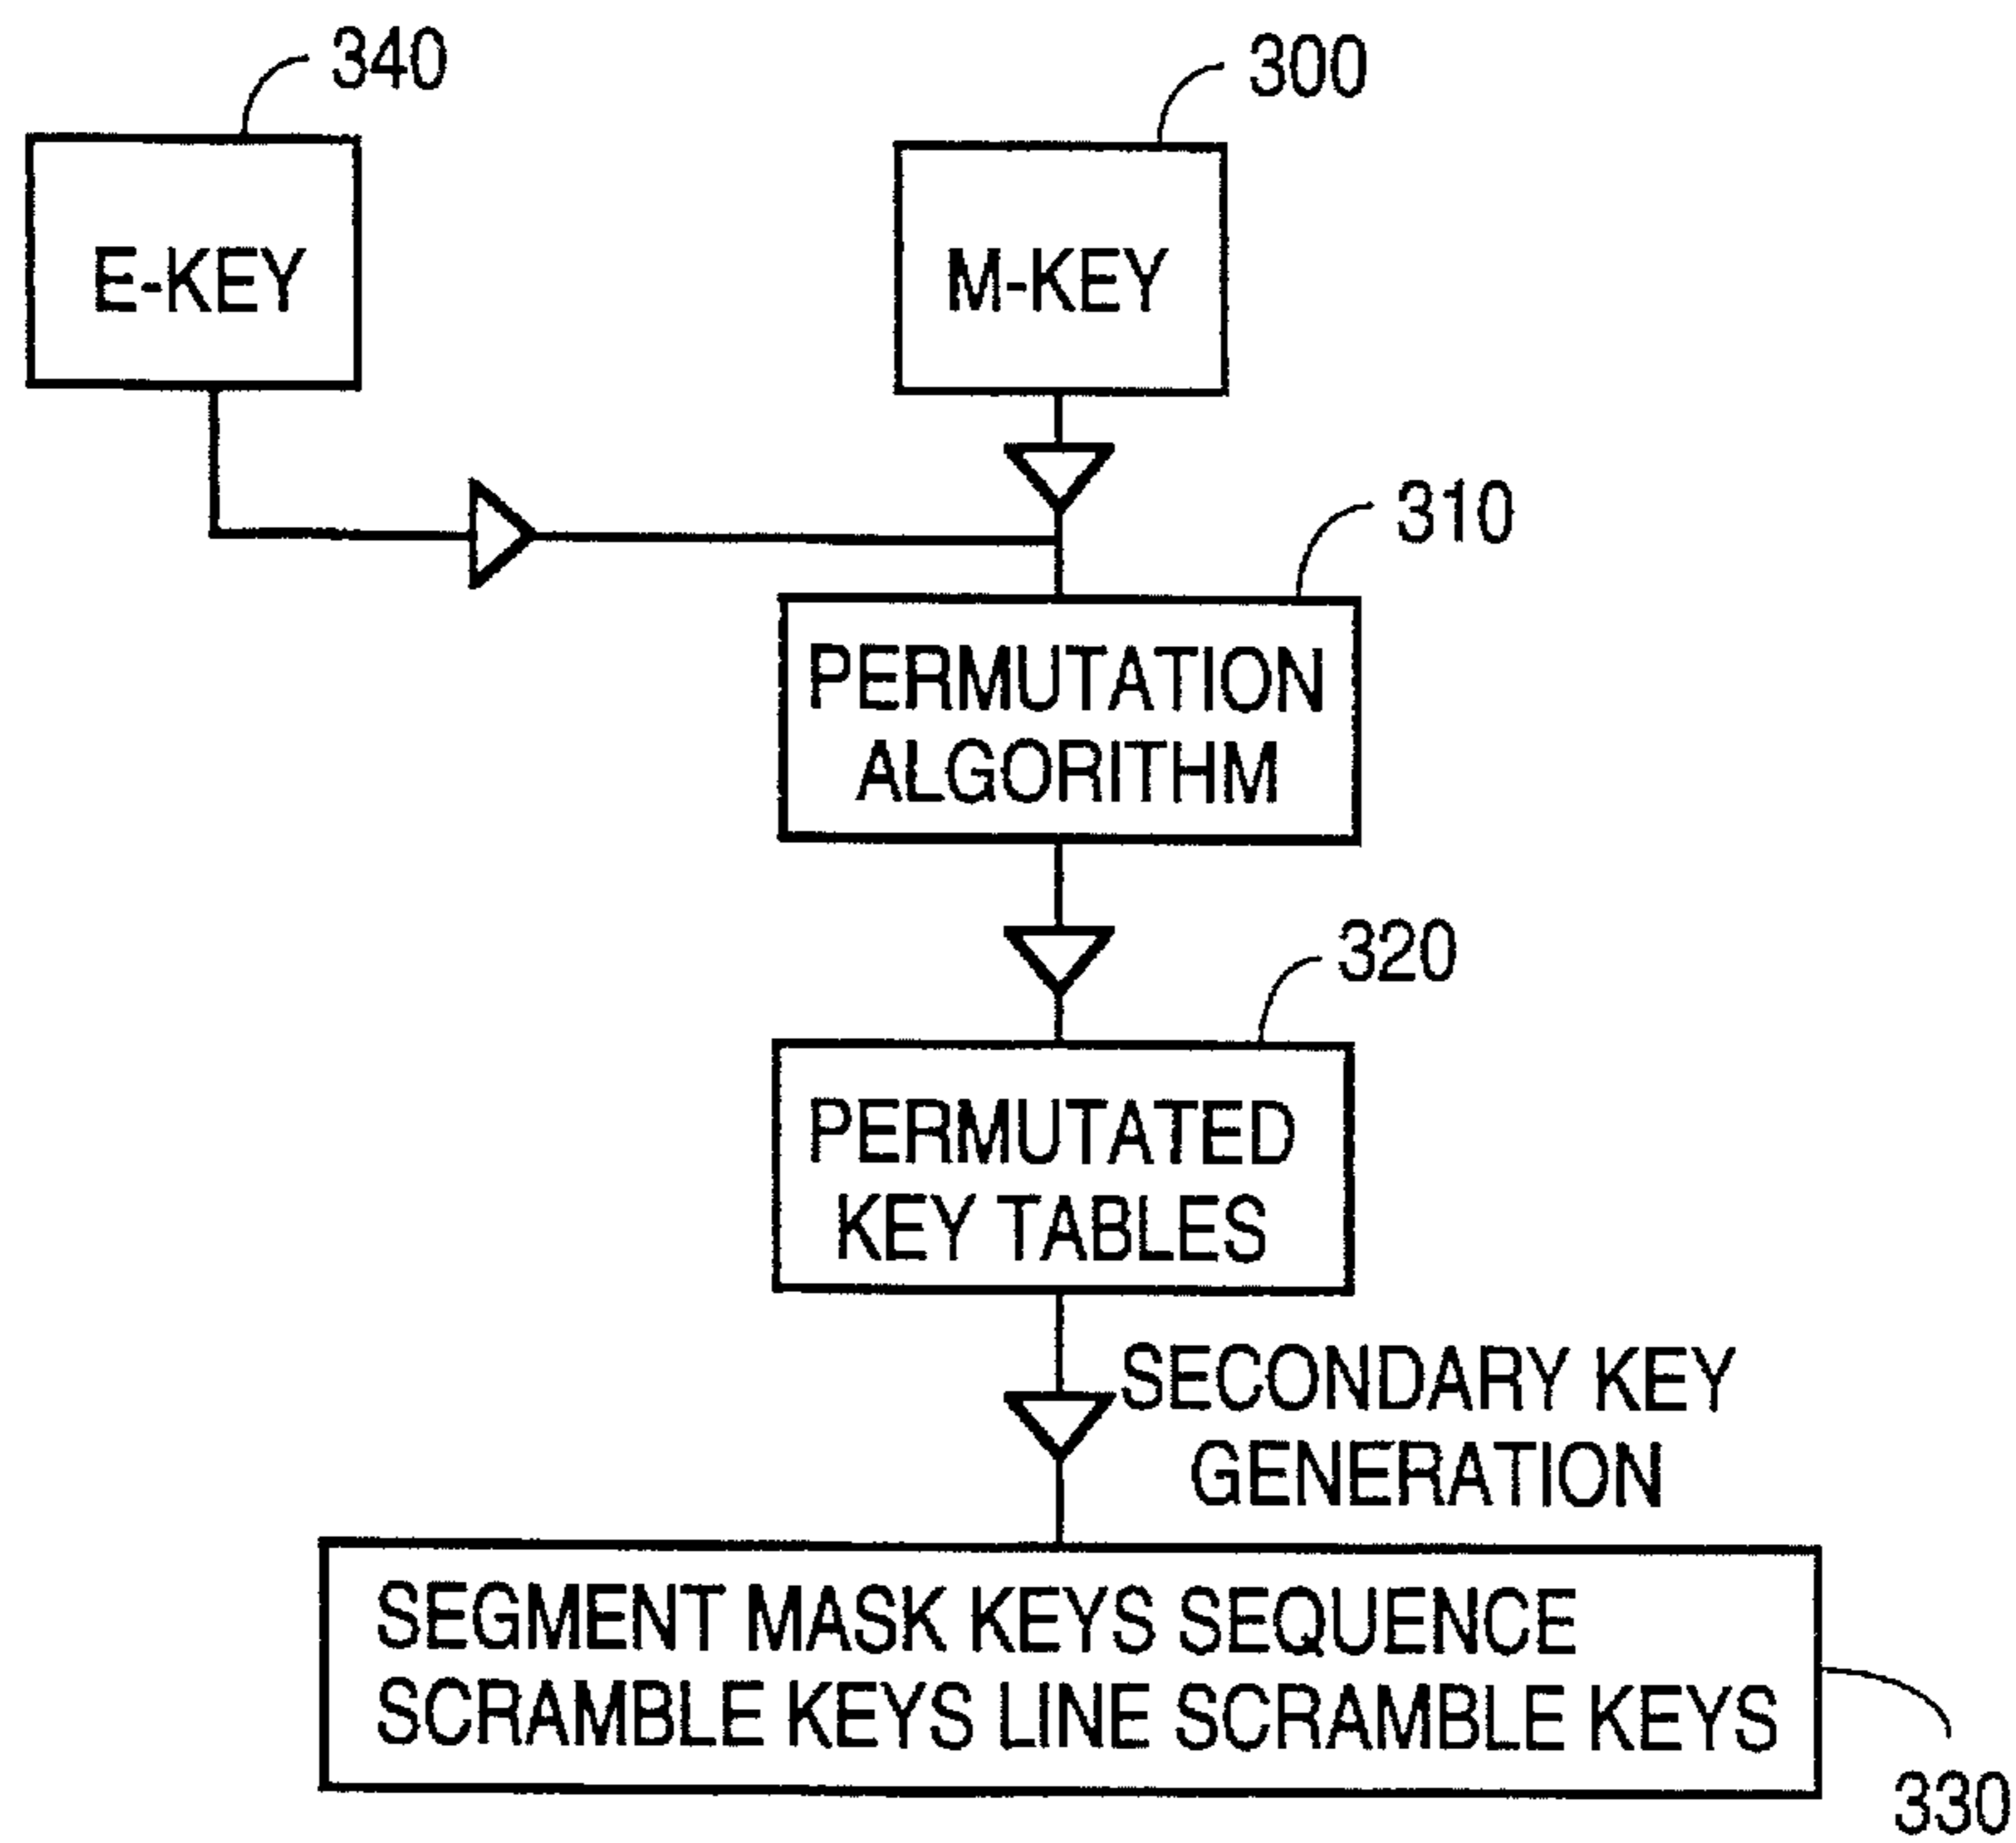 340
300
E-KEY
M-KEY
310
PERMUTATION
ALGORITHM
320
PERMUTATED
KEY TABLES
SECONDARY KEY
GENERATION
SEGMENT MASK KEYS SEQUENCE
SCRAMBLE KEYS LINE SCRAMBLE KEYS
330